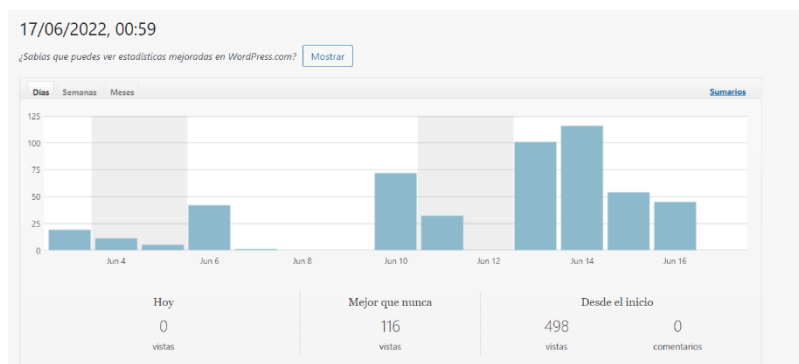 17/06/2022, 00:59
¿Sabías que puedes ver estadísticas mejoradas en WordPress.com? Mostrar
Días Semanas Meses Sumarios
125
100
75
50
25
0
Jun 4 Jun 6 Jun 8 Jun 10 Jun 12 Jun 14 Jun 16
Hoy Mejor que nunca Desde el inicio
0 116 498 0
vistas vistas vistas comentarios